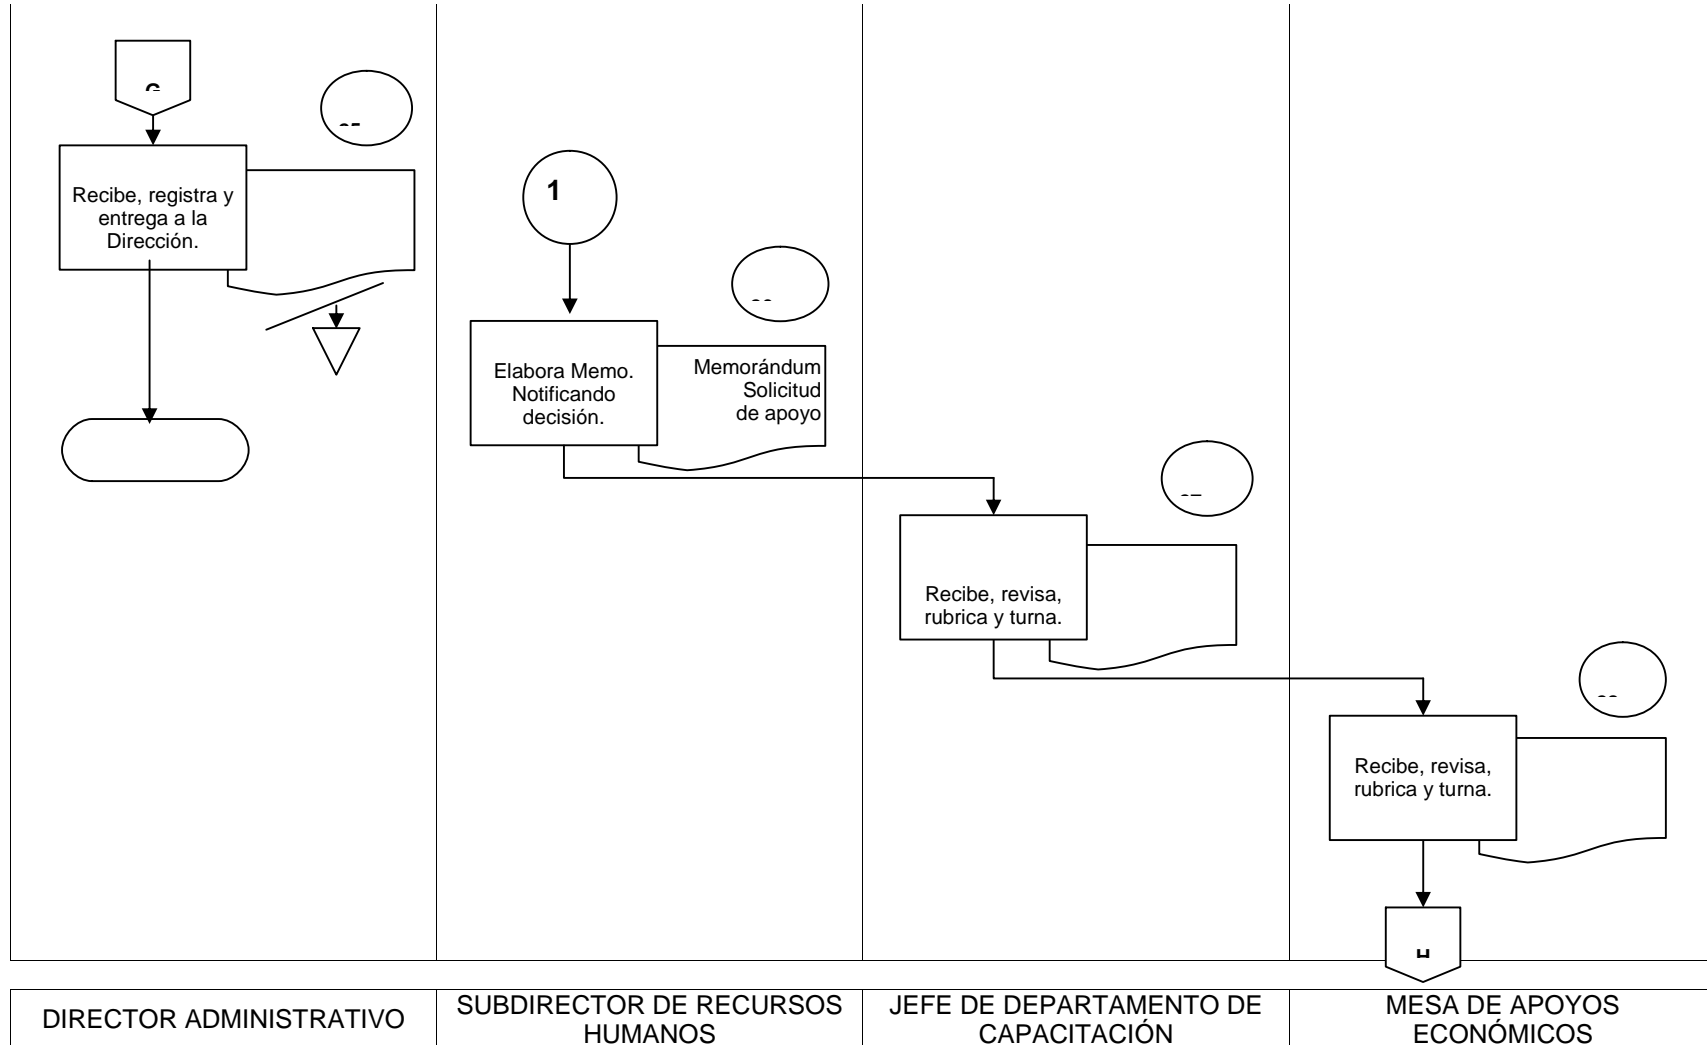 Recibe, registra y
entrega a la
Dirección.
1
Elabora Memo.
Notificando
decisión.
Memorándum
Solicitud
de apoyo
Recibe, revisa,
rubrica y turna.
Recibe, revisa,
rubrica y turna.
DIRECTOR ADMINISTRATIVO
SUBDIRECTOR DE RECURSOS
HUMANOS
JEFE DE DEPARTAMENTO DE
CAPACITACIÓN
MESA DE APOYOS
ECONÓMICOS